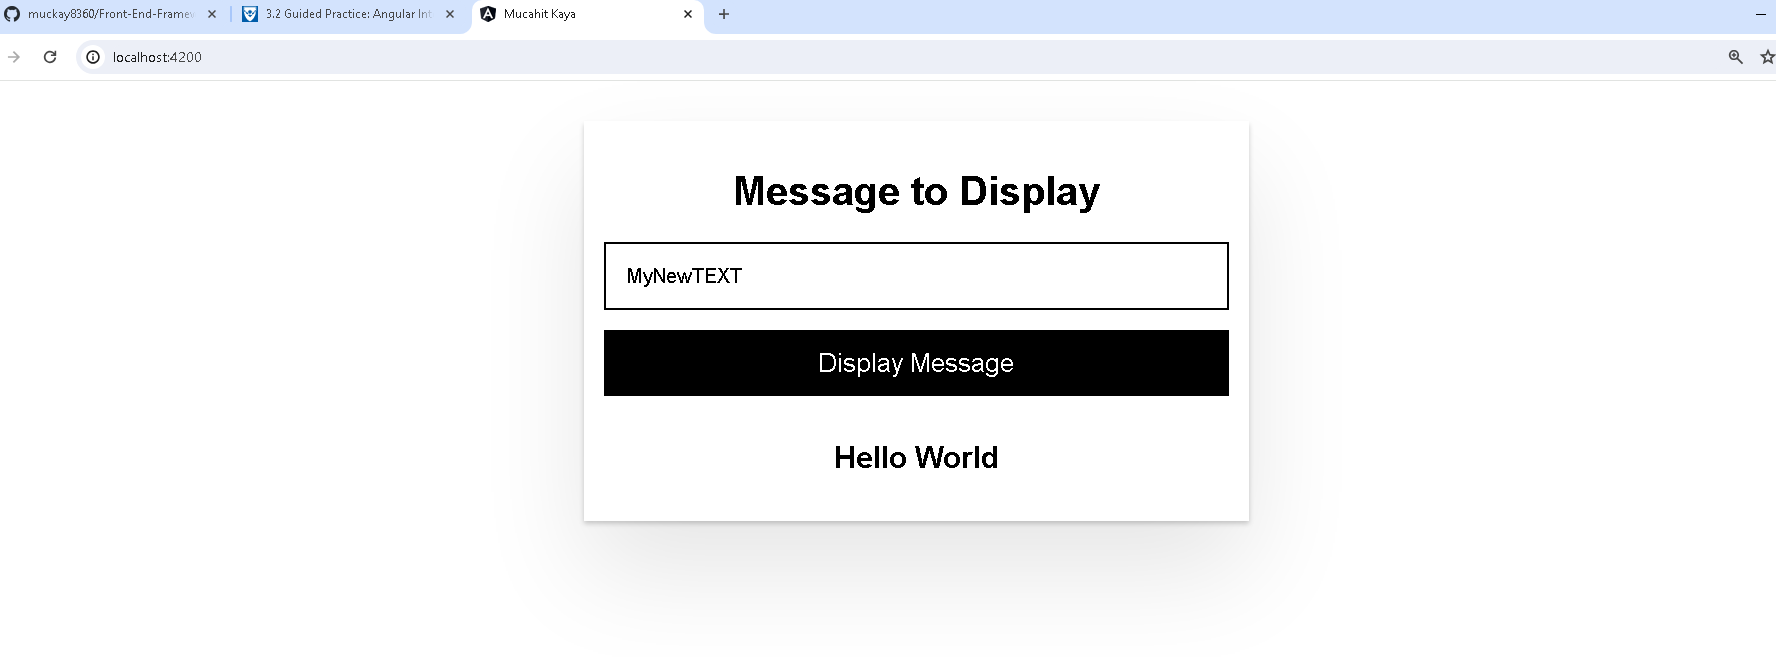 muckay8360/Front-End-Framew
3.2 Guided Practice: Angular Int
Mucahit Kaya
localhost:4200
Message to Display
MyNewTEXT
Display Message
Hello World